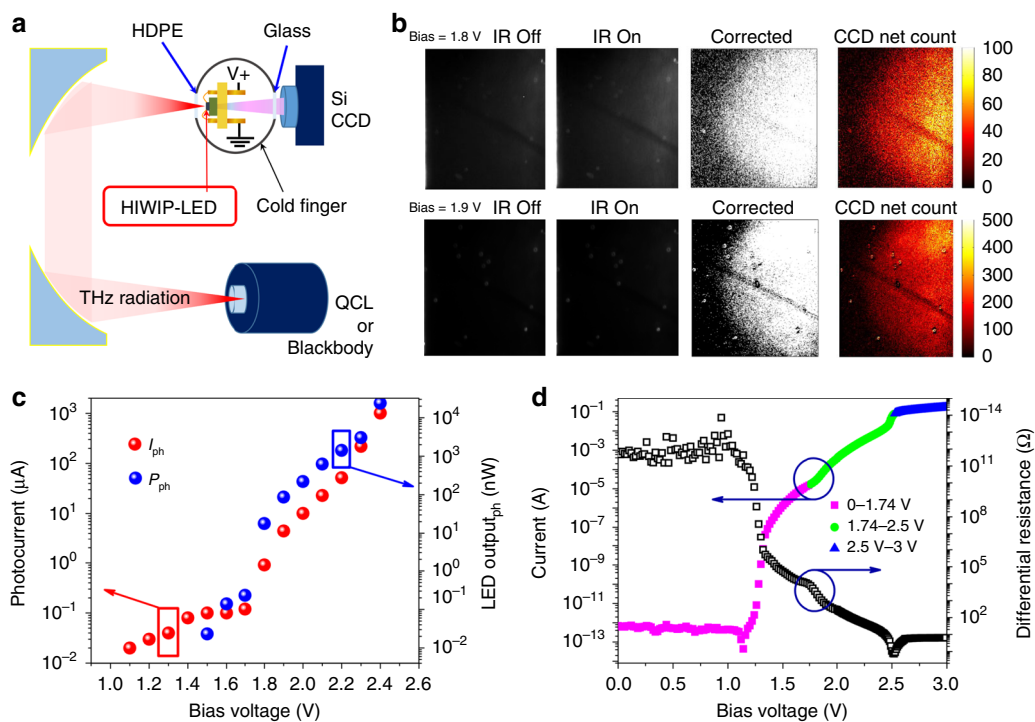 a
HDPE
Glass
V+
Si
CCD
HIWIP-LED
Cold finger
THz radiation
QCL
or
Blackbody
b
Bias = 1.8 V IR Off IR On Corrected CCD net count
100
80
60
40
20
0
Bias = 1.9 V IR Off IR On Corrected CCD net count
500
400
300
200
100
0
c
Photocurrent (μA)
10³
10²
10¹
10⁰
10⁻¹
10⁻²
Iph
Pph
10⁴
10³
10²
10¹
10⁻¹
10⁻²
LED outputph (nW)
1.0 1.2 1.4 1.6 1.8 2.0 2.2 2.4 2.6
Bias voltage (V)
d
Current (A)
10⁻¹
10⁻³
10⁻⁵
10⁻⁷
10⁻⁹
10⁻¹¹
10⁻¹³
0–1.74 V
1.74–2.5 V
2.5 V–3 V
10⁻¹⁴
10¹¹
10⁸
10⁵
10²
Differential resistance (Ω)
0.0 0.5 1.0 1.5 2.0 2.5 3.0
Bias voltage (V)